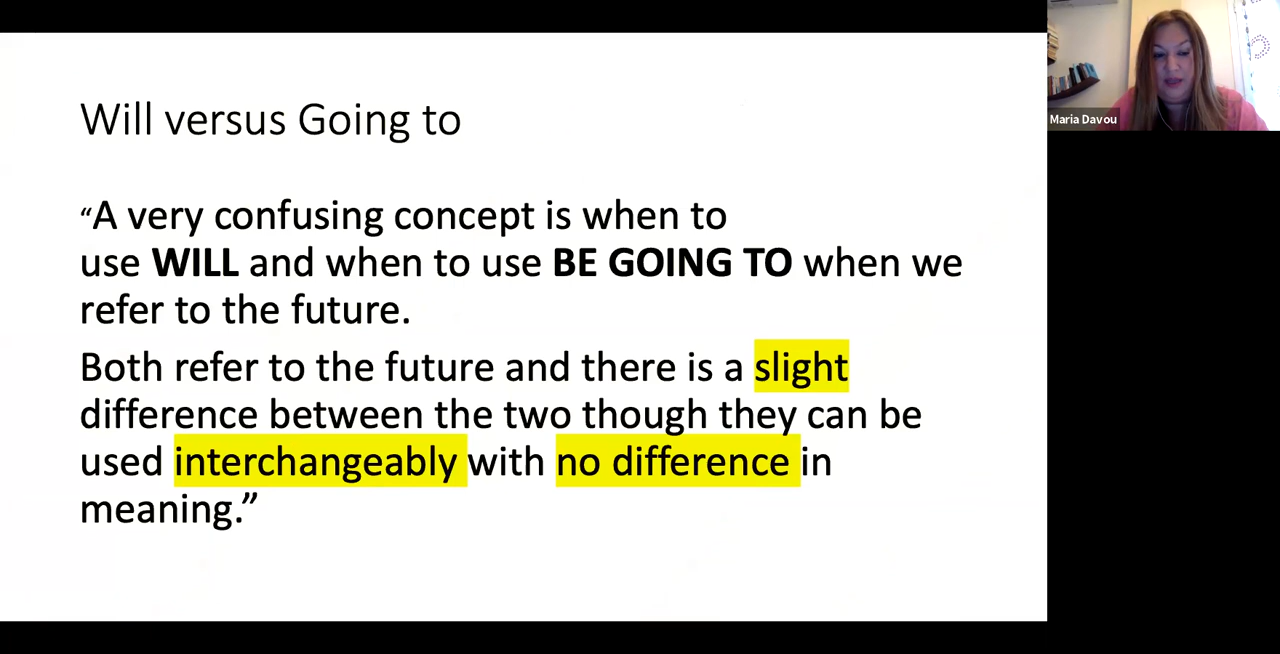 Will versus Going to
“A very confusing concept is when to
use WILL and when to use BE GOING TO when we
refer to the future.
Both refer to the future and there is a slight
difference between the two though they can be
used interchangeably with no difference in
meaning.”
Maria Davou